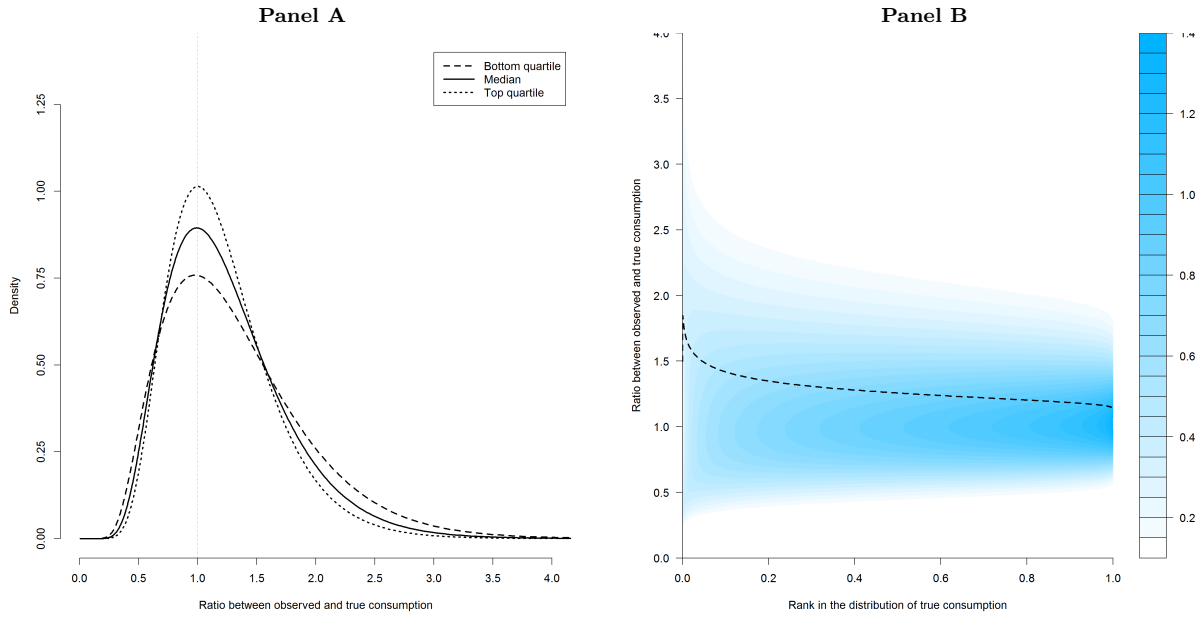 Panel A
Bottom quartile
Median
Top quartile
1.25
1.00
0.75
0.50
0.25
0.00
Density
0.0 0.5 1.0 1.5 2.0 2.5 3.0 3.5 4.0
Ratio between observed and true consumption
Panel B
4.0
3.5
3.0
2.5
2.0
1.5
1.0
0.5
0.0
Ratio between observed and true consumption
0.0 0.2 0.4 0.6 0.8 1.0
Rank in the distribution of true consumption
1.4
1.2
1.0
0.8
0.6
0.4
0.2